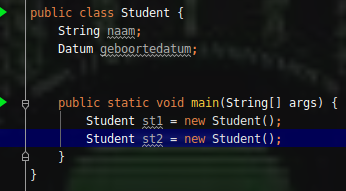 public class Student {
String naam;
Datum geboortedatum;
public static void main(String[] args) {
Student st1 = new Student();
Student st2 = new Student();
}
}